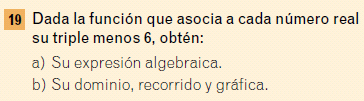 19 Dada la función que asocia a cada número real
su triple menos 6, obtén:
a) Su expresión algebraica.
b) Su dominio, recorrido y gráfica.